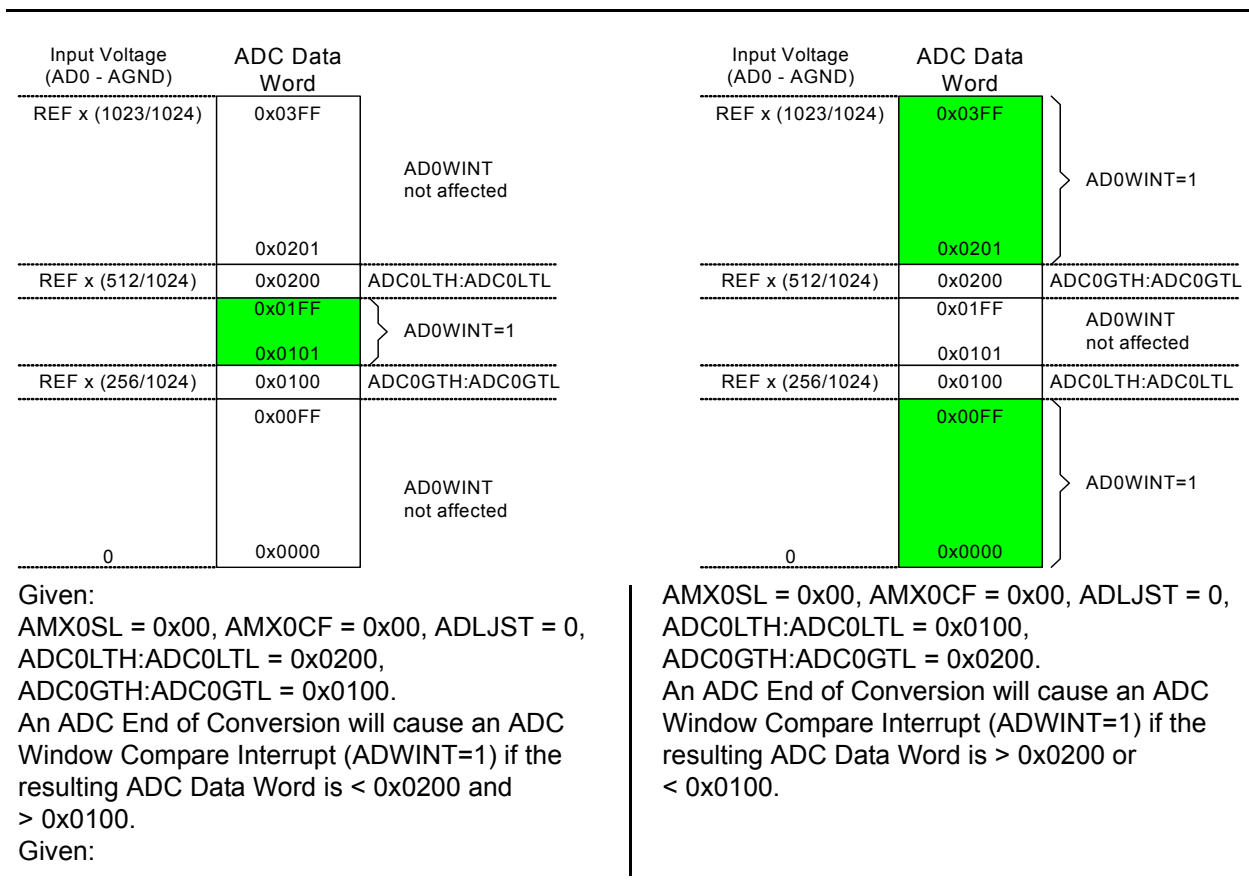 Input Voltage
(AD0 - AGND)
ADC Data
Word
REF x (1023/1024)
0x03FF
AD0WINT
not affected
0x0201
REF x (512/1024)
0x0200
ADC0LTH:ADC0LTL
0x01FF
AD0WINT=1
0x0101
REF x (256/1024)
0x0100
ADC0GTH:ADC0GTL
0x00FF
AD0WINT
not affected
0
0x0000
Given:
AMX0SL = 0x00, AMX0CF = 0x00, ADLJST = 0,
ADC0LTH:ADC0LTL = 0x0200,
ADC0GTH:ADC0GTL = 0x0100.
An ADC End of Conversion will cause an ADC
Window Compare Interrupt (ADWINT=1) if the
resulting ADC Data Word is < 0x0200 and
> 0x0100.
Given:
Input Voltage
(AD0 - AGND)
ADC Data
Word
REF x (1023/1024)
0x03FF
AD0WINT=1
0x0201
REF x (512/1024)
0x0200
ADC0GTH:ADC0GTL
0x01FF
AD0WINT
not affected
0x0101
REF x (256/1024)
0x0100
ADC0LTH:ADC0LTL
0x00FF
AD0WINT=1
0
0x0000
AMX0SL = 0x00, AMX0CF = 0x00, ADLJST = 0,
ADC0LTH:ADC0LTL = 0x0100,
ADC0GTH:ADC0GTL = 0x0200.
An ADC End of Conversion will cause an ADC
Window Compare Interrupt (ADWINT=1) if the
resulting ADC Data Word is > 0x0200 or
< 0x0100.